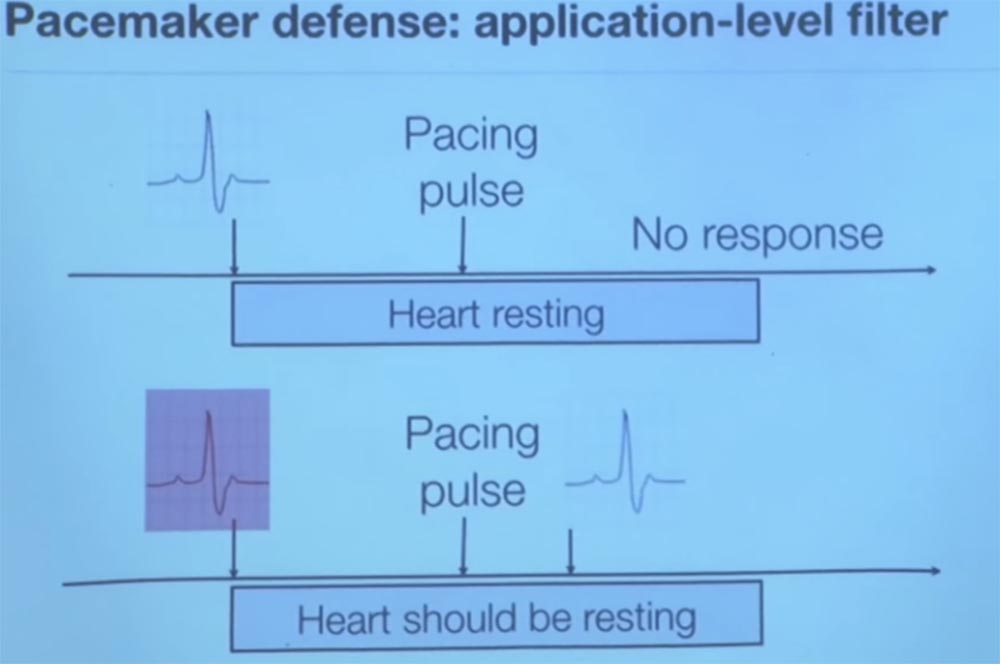 Pacemaker defense: application-level filter
Pacing
pulse
No response
Heart resting
Pacing
pulse
Heart should be resting